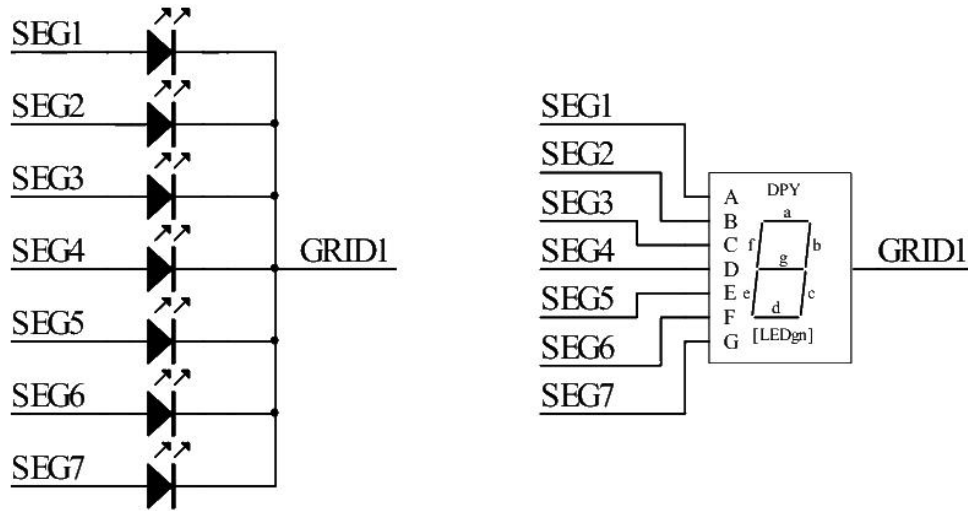 SEG1
SEG2
SEG3
SEG4
GRID1
SEG5
SEG6
SEG7
SEG1
SEG2
SEG3
SEG4
SEG5
SEG6
SEG7
A
B
C
D
E
F
G
DPY
a
f b
g
e c
d
[LEDgn]
GRID1